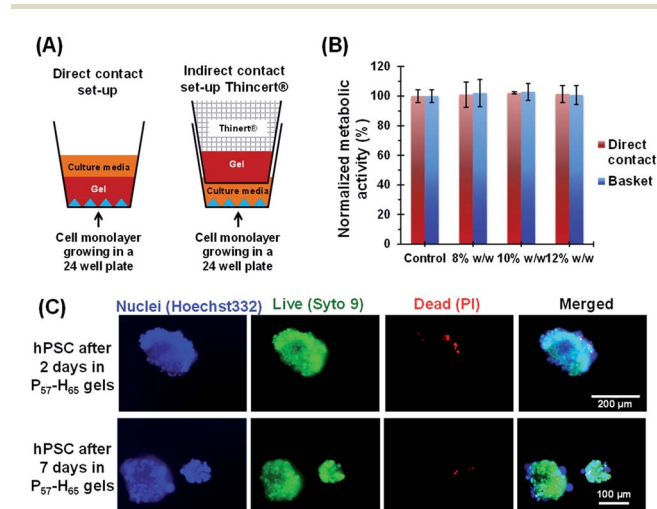 (A)
Direct contact
set-up
Culture media
Gel
Cell monolayer
growing in a
24 well plate
Indirect contact
set-up Thincert®
Thinert®
Gel
Culture media
Cell monolayer
growing in a
24 well plate
(B)
Normalized metabolic
activity (%)
120
100
80
60
40
20
0
Control 8% w/w 10% w/w 12% w/w
Direct
contact
Basket
(C)
Nuclei (Hoechst332) Live (Syto 9) Dead (PI) Merged
hPSC after
2 days in
P57-H65 gels
200 µm
hPSC after
7 days in
P57-H65 gels
100 µm